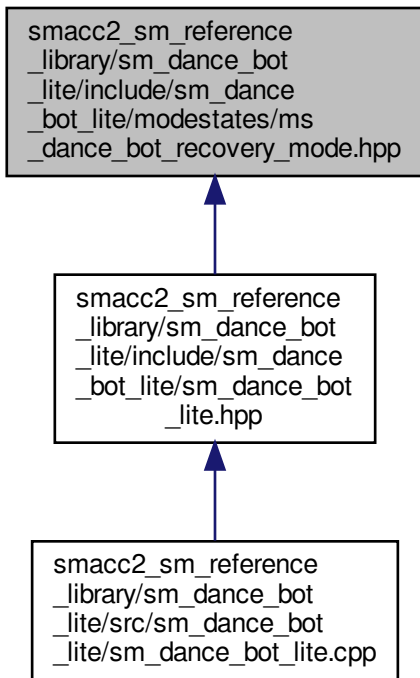 smacc2_sm_reference
_library/sm_dance_bot
_lite/include/sm_dance
_bot_lite/modestates/ms
_dance_bot_recovery_mode.hpp
smacc2_sm_reference
_library/sm_dance_bot
_lite/include/sm_dance
_bot_lite/sm_dance_bot
_lite.hpp
smacc2_sm_reference
_library/sm_dance_bot
_lite/src/sm_dance_bot
_lite/sm_dance_bot_lite.cpp